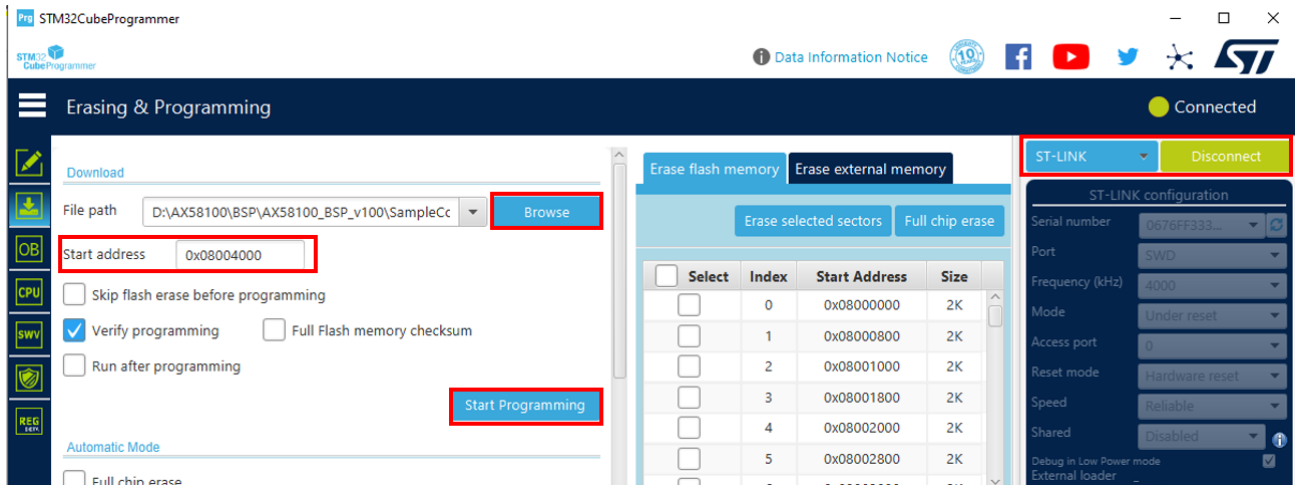 Prg STM32CubeProgrammer
STM32
CubeProgrammer
Data Information Notice
10
Erasing & Programming
Connected
Download
File path D:\AX58100\BSP\AX58100_BSP_v100\SampleCc Browse
Start address 0x08004000
Skip flash erase before programming
Verify programming Full Flash memory checksum
Run after programming
Start Programming
Automatic Mode
Full chip erase
OB
CPU
SWV
REG
Erase flash memory Erase external memory
Erase selected sectors Full chip erase
Select Index Start Address Size
0 0x08000000 2K
1 0x08000800 2K
2 0x08001000 2K
3 0x08001800 2K
4 0x08002000 2K
5 0x08002800 2K
ST-LINK Disconnect
ST-LINK configuration
Serial number 0676FF333...
Port SWD
Frequency (kHz) 4000
Mode Under reset
Access port 0
Reset mode Hardware reset
Speed Reliable
Shared Disabled
Debug in Low Power mode
External loader